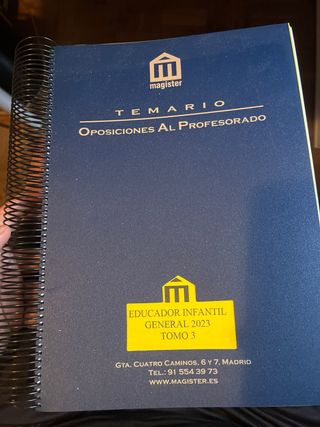 magister
TEMARIO
OPOSICIONES AL PROFESORADO
EDUCADOR INFANTIL
GENERAL 2023
TOMO 3
GTA. CUATRO CAMINOS, 6 Y 7, MADRID
TEL.: 91 554 39 73
WWW.MAGISTER.ES